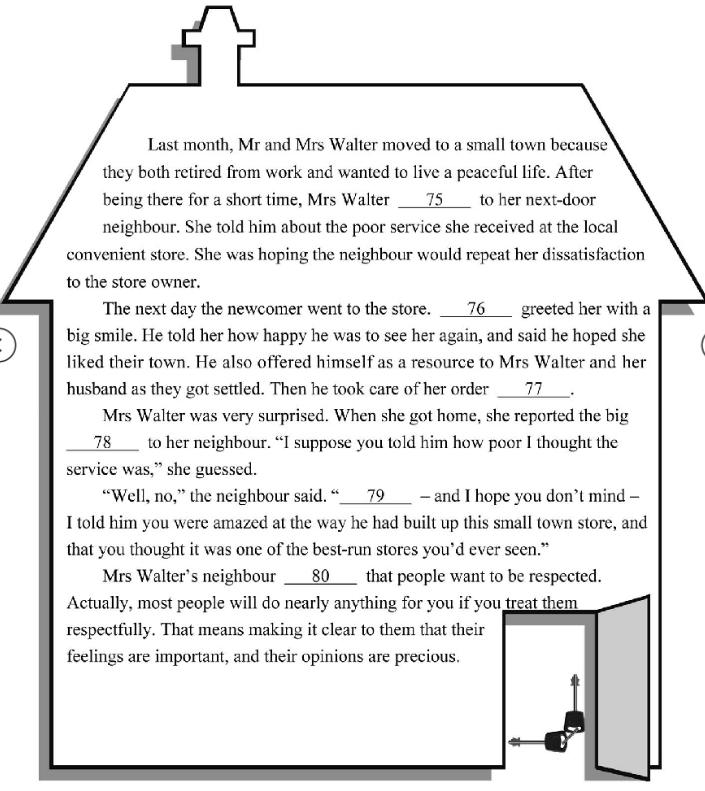 Last month, Mr and Mrs Walter moved to a small town because
they both retired from work and wanted to live a peaceful life. After
being there for a short time, Mrs Walter 75 to her next-door
neighbour. She told him about the poor service she received at the local
convenient store. She was hoping the neighbour would repeat her dissatisfaction
to the store owner.
The next day the newcomer went to the store. 76 greeted her with a
big smile. He told her how happy he was to see her again, and said he hoped she
liked their town. He also offered himself as a resource to Mrs Walter and her
husband as they got settled. Then he took care of her order 77.
Mrs Walter was very surprised. When she got home, she reported the big
78 to her neighbour. “I suppose you told him how poor I thought the
service was,” she guessed.
“Well, no,” the neighbour said. “ 79 – and I hope you don’t mind –
I told him you were amazed at the way he had built up this small town store, and
that you thought it was one of the best-run stores you’d ever seen.”
Mrs Walter’s neighbour 80 that people want to be respected.
Actually, most people will do nearly anything for you if you treat them
respectfully. That means making it clear to them that their
feelings are important, and their opinions are precious.